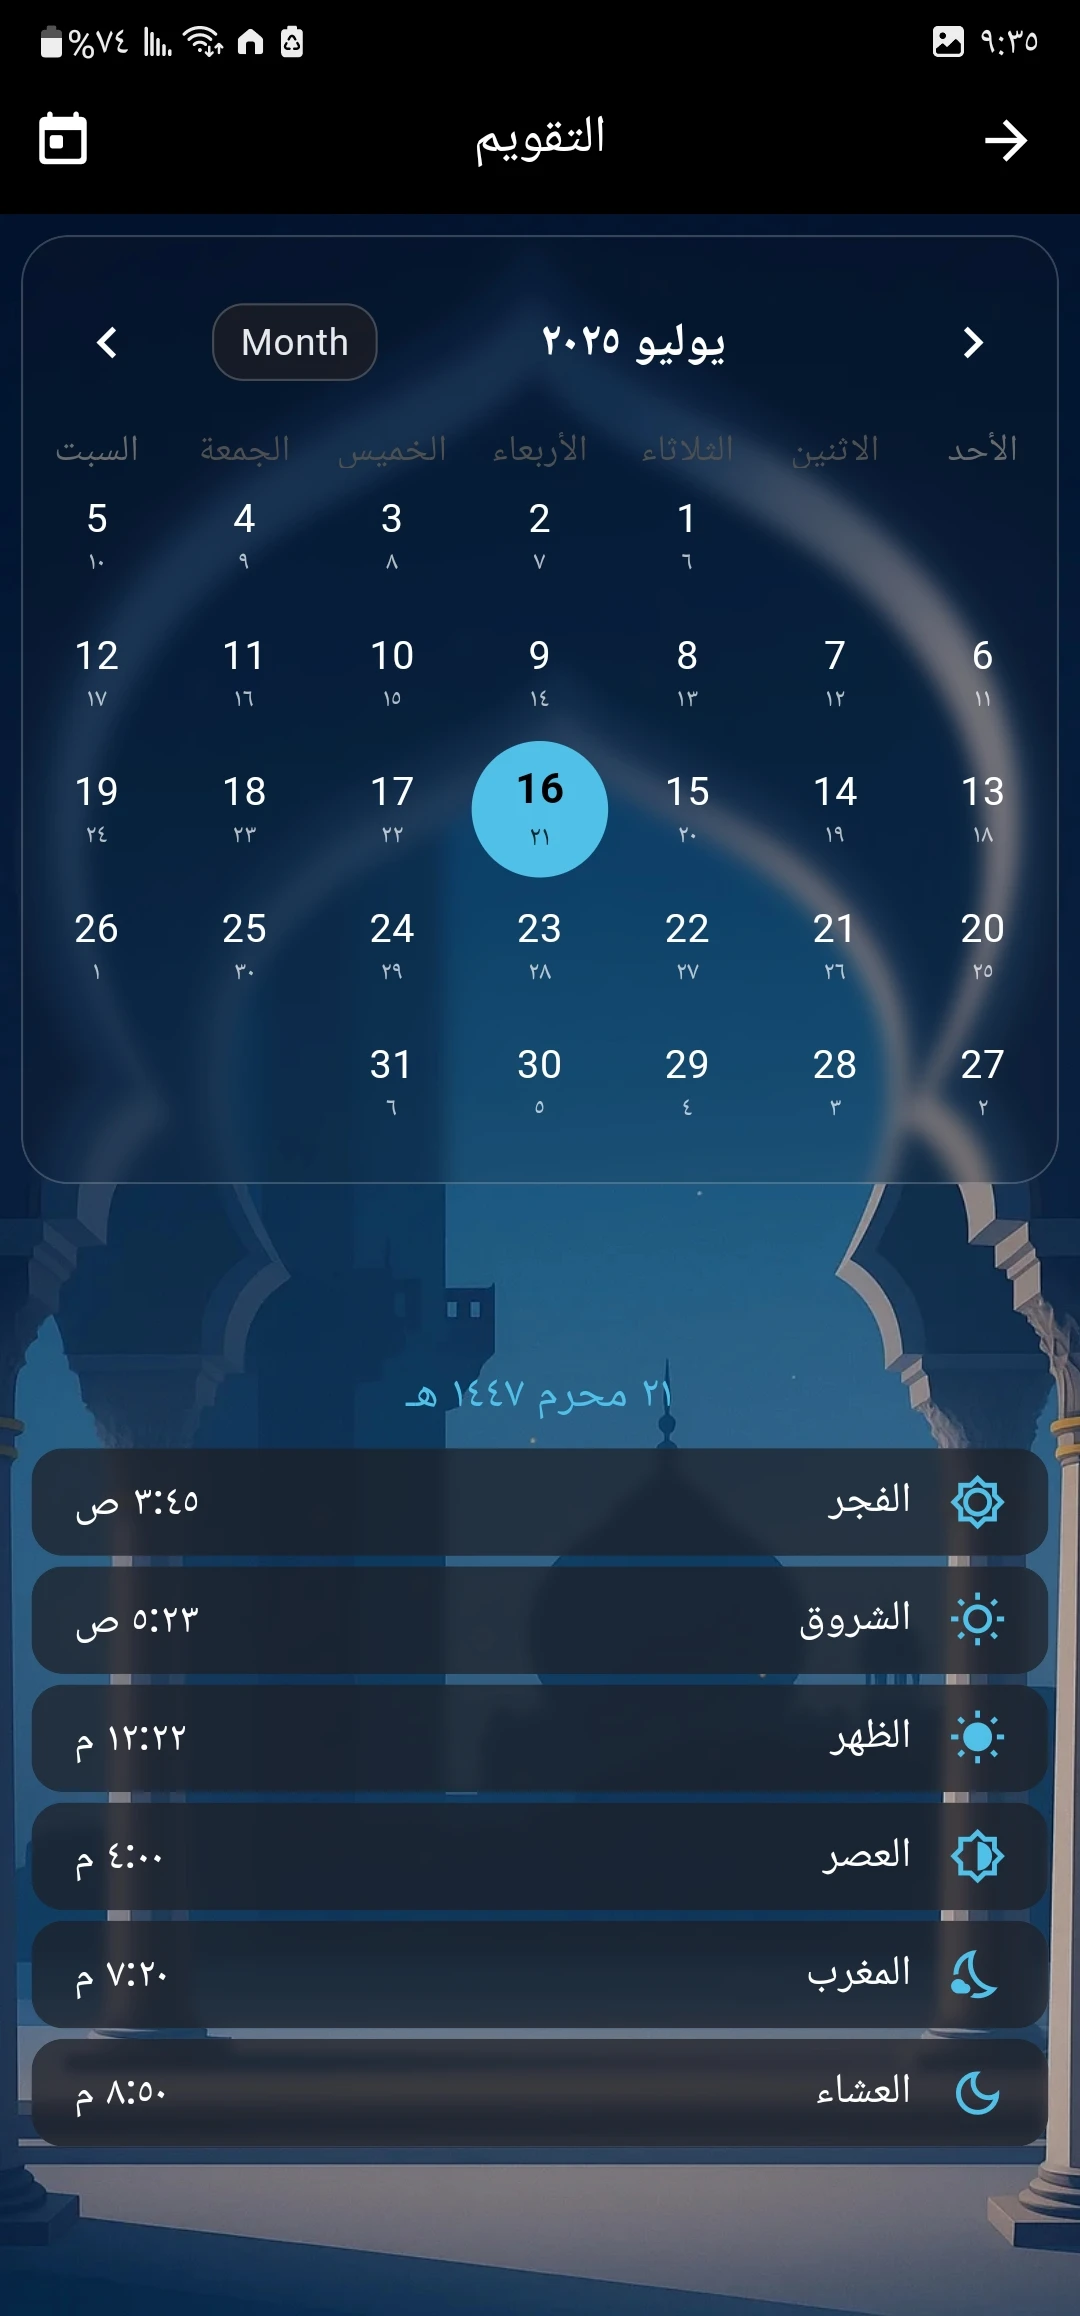 ٩:٣٥ %٧٤
التقويم
يوليو ٢٠٢٥ Month
الأحد الاثنين الثلاثاء الأربعاء الخميس الجمعة السبت
1 2 3 4 5
٦ ٧ ٨ ٩ ١٠
6 7 8 9 10 11 12
١١ ١٢ ١٣ ١٤ ١٥ ١٦ ١٧
13 14 15 16 17 18 19
١٨ ١٩ ٢٠ ٢١ ٢٢ ٢٣ ٢٤
20 21 22 23 24 25 26
٢٥ ٢٦ ٢٧ ٢٨ ٢٩ ٣٠ ١
27 28 29 30 31
٢ ٣ ٤ ٥ ٦
٢١ محرم ١٤٤٧ هـ
الفجر ٣:٤٥ ص
الشروق ٥:٢٣ ص
الظهر ١٢:٢٢ م
العصر ٤:٠٠ م
المغرب ٧:٢٠ م
العشاء ٨:٥٠ م